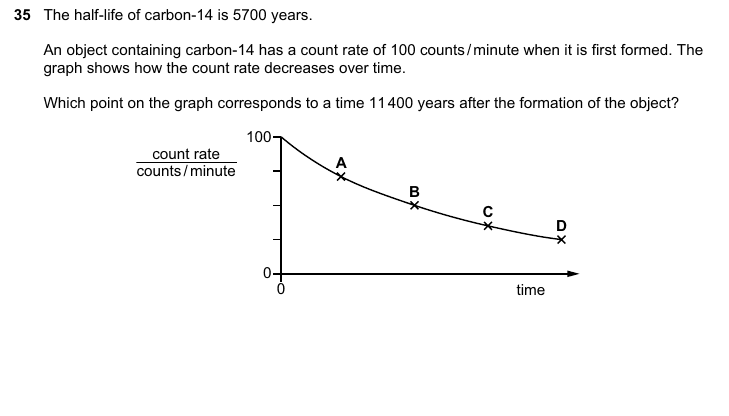 35 The half-life of carbon-14 is 5700 years.
An object containing carbon-14 has a count rate of 100 counts/minute when it is first formed. The
graph shows how the count rate decreases over time.
Which point on the graph corresponds to a time 11 400 years after the formation of the object?
100
count rate
counts/minute
A
B
C
D
0
0
time